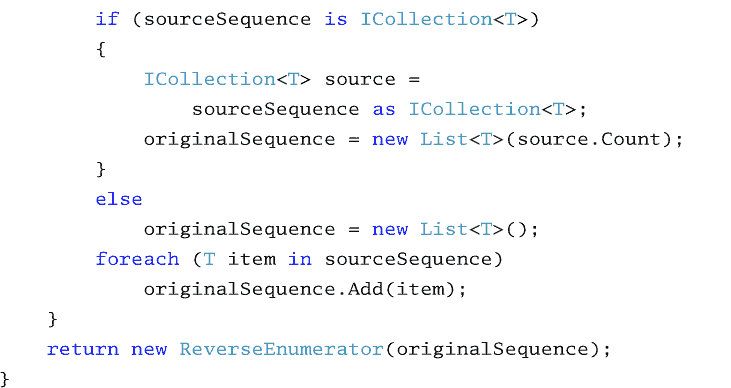 if (sourceSequence is ICollection<T>)
{
ICollection<T> source =
sourceSequence as ICollection<T>;
originalSequence = new List<T>(source.Count);
}
else
originalSequence = new List<T>();
foreach (T item in sourceSequence)
originalSequence.Add(item);
}
return new ReverseEnumerator(originalSequence);
}